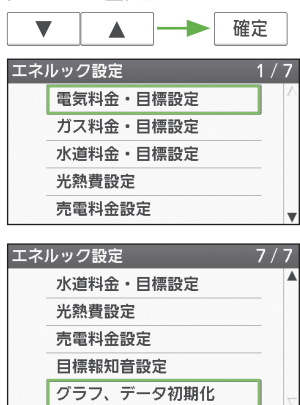 ▼ ▲ 確定
エネルック設定 1/7
電気料金・目標設定
ガス料金・目標設定
水道料金・目標設定
光熱費設定
売電料金設定
エネルック設定 7/7
水道料金・目標設定
光熱費設定
売電料金設定
目標報知音設定
グラフ、データ初期化